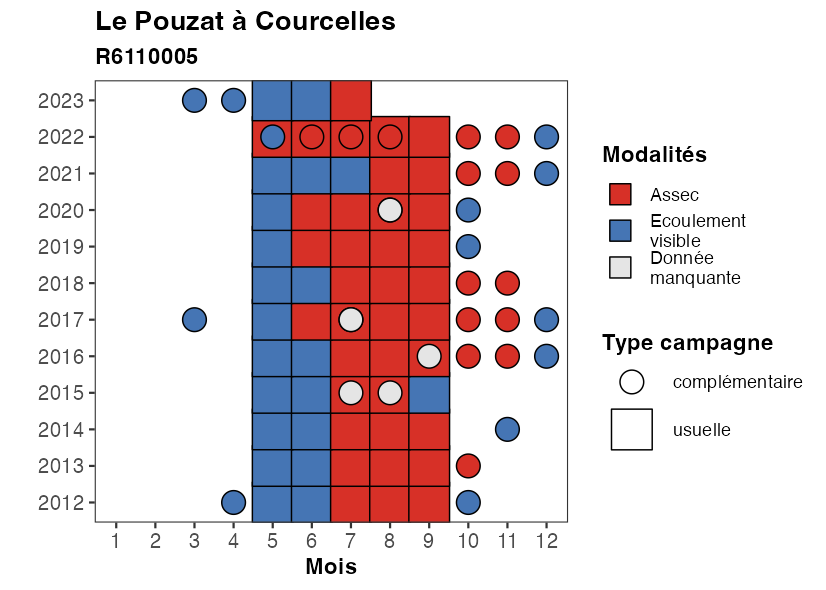 Le Pouzat à Courcelles
R6110005
2023
2022
2021
2020
2019
2018
2017
2016
2015
2014
2013
2012
1 2 3 4 5 6 7 8 9 10 11 12
Mois
Modalités
Assec
Ecoulement
visible
Donnée
manquante
Type campagne
complémentaire
usuelle